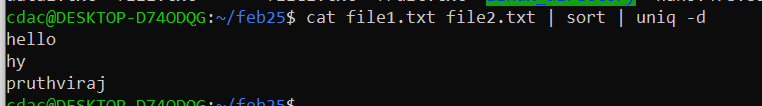 cdac@DESKTOP-D74ODQG:~/feb25$ cat file1.txt file2.txt | sort | uniq -d
hello
hy
pruthviraj
cdac@DESKTOP-D74ODQG:~/feb25$